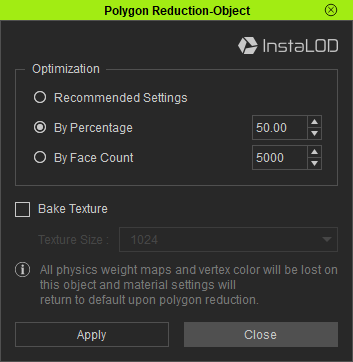 Polygon Reduction-Object
InstaLOD
Optimization
Recommended Settings
By Percentage 50.00
By Face Count 5000
Bake Texture
Texture Size : 1024
All physics weight maps and vertex color will be lost on
this object and material settings will
return to default upon polygon reduction.
Apply Close